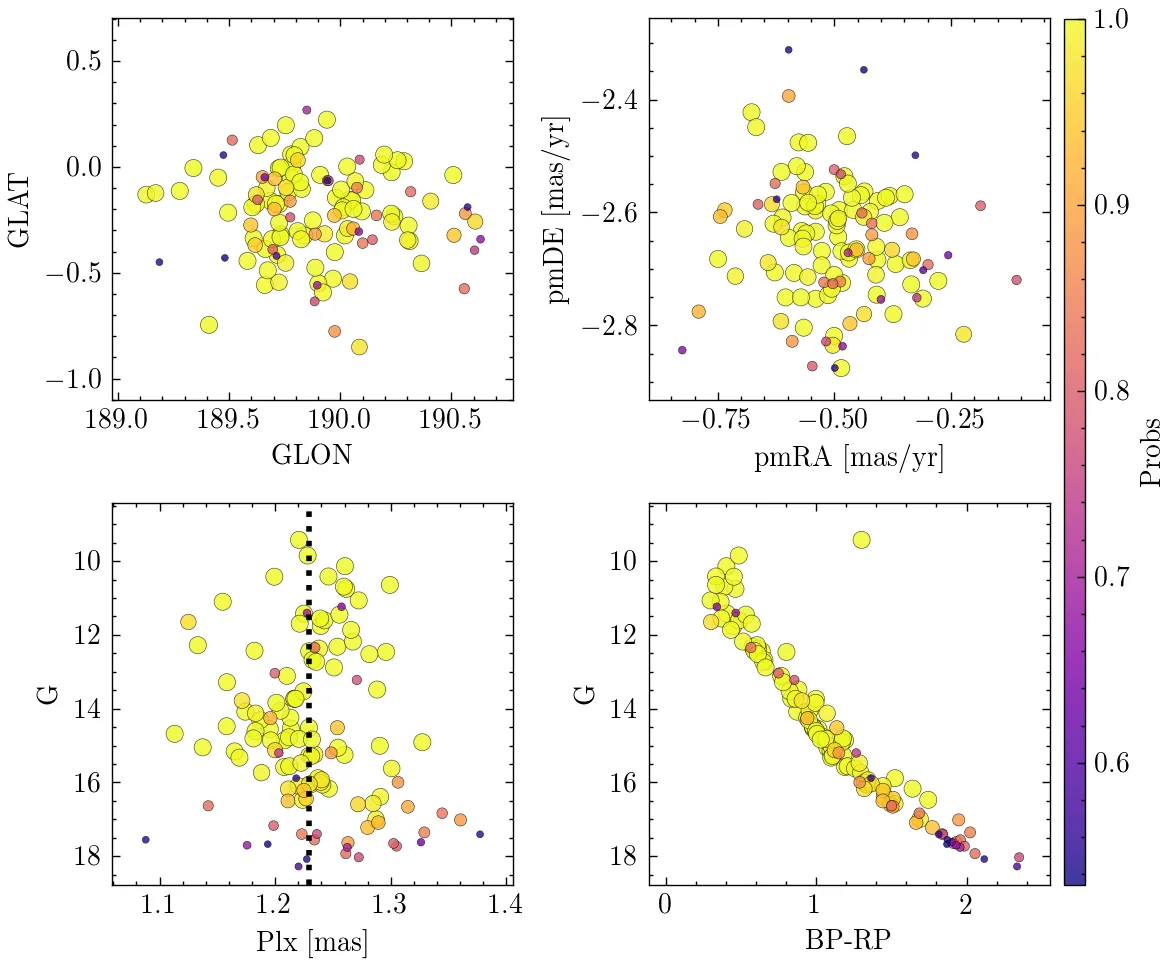 0.5
0.0
−0.5
−1.0
GLAT
189.0 189.5 190.0 190.5
GLON
−2.4
−2.6
−2.8
pmDE [mas/yr]
−0.75 −0.50 −0.25
pmRA [mas/yr]
10
12
14
16
18
G
1.1 1.2 1.3 1.4
Plx [mas]
10
12
14
16
18
G
0 1 2
BP-RP
1.0
0.9
0.8
0.7
0.6
Probs